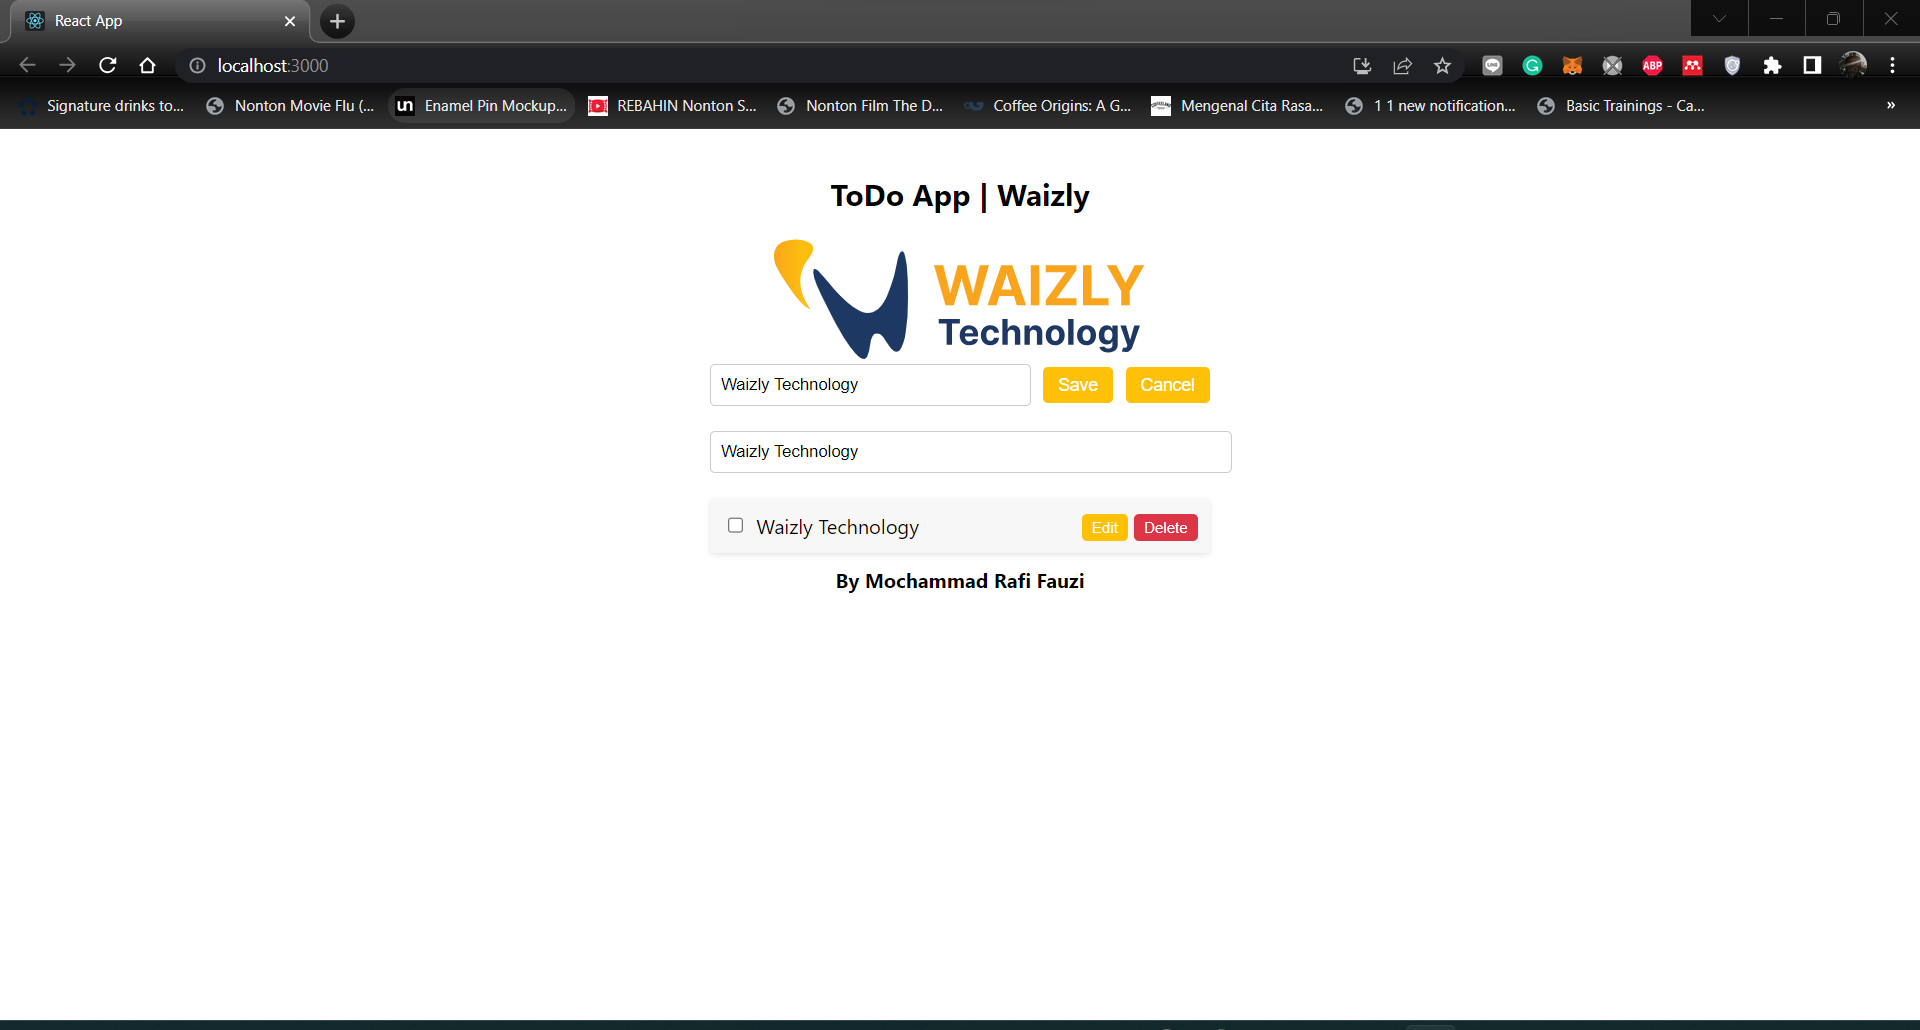 React App
localhost:3000
Signature drinks to...
Nonton Movie Flu (...
un
Enamel Pin Mockup...
REBAHIN Nonton S...
Nonton Film The D...
Coffee Origins: A G...
Mengenal Cita Rasa...
1 1 new notification...
Basic Trainings - Ca...
»
ABP
ToDo App | Waizly
WAIZLY
Technology
Waizly Technology
Save
Cancel
Waizly Technology
Waizly Technology
Edit
Delete
By Mochammad Rafi Fauzi